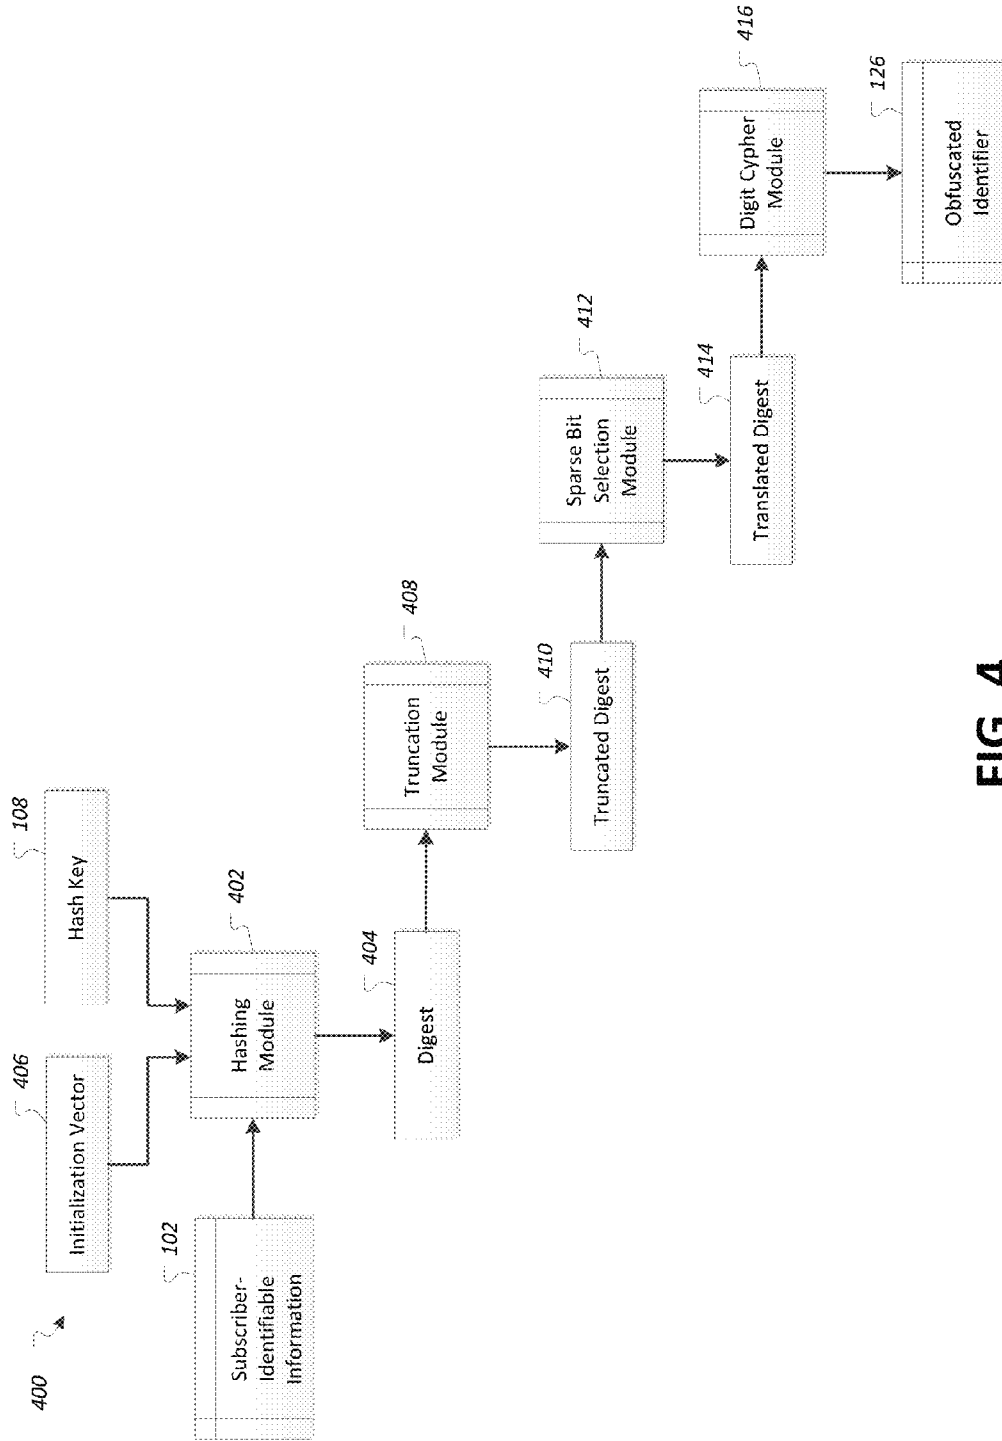 400
406
Initialization Vector
108
Hash Key
102
Subscriber-
Identifiable
Information
402
Hashing
Module
404
Digest
408
Truncation
Module
410
Truncated Digest
412
Sparse Bit
Selection
Module
414
Translated Digest
416
Digit Cypher
Module
126
Obfuscated
Identifier
FIG. 4